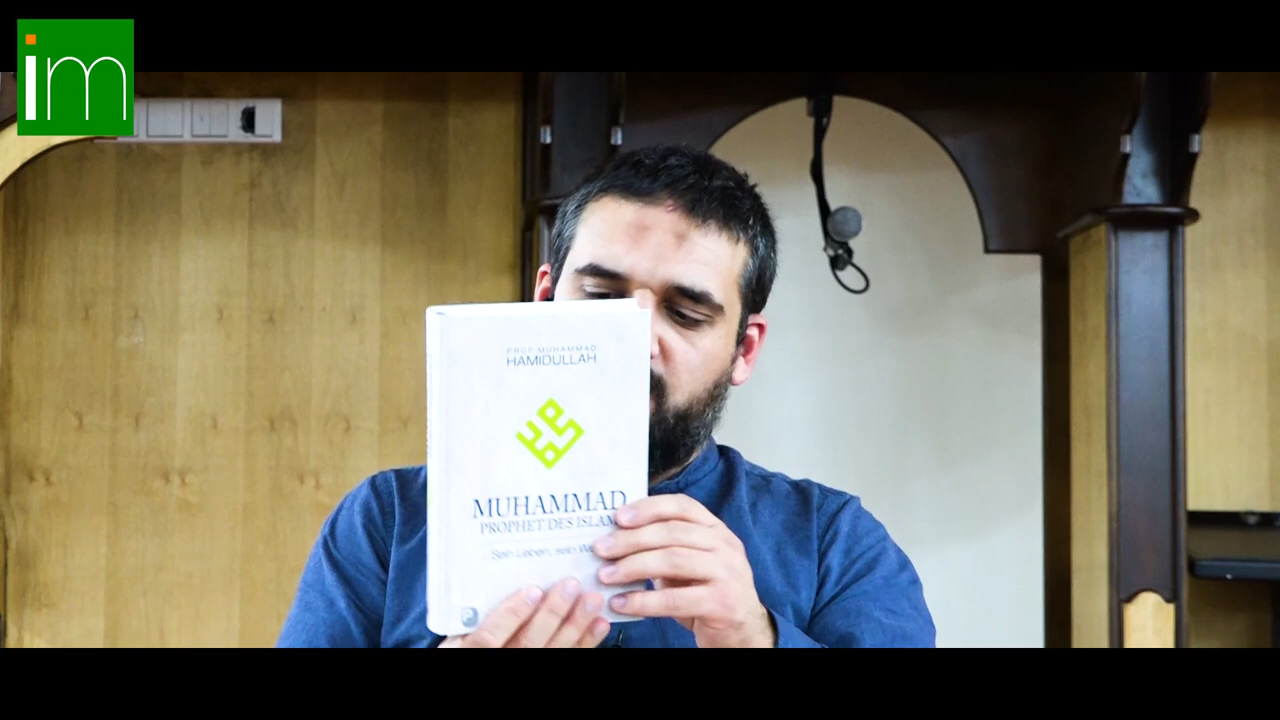 im
PROF. MUHAMMAD
HAMIDULLAH
MUHAMMAD
PROPHET DES ISLAM
Sein Leben, sein